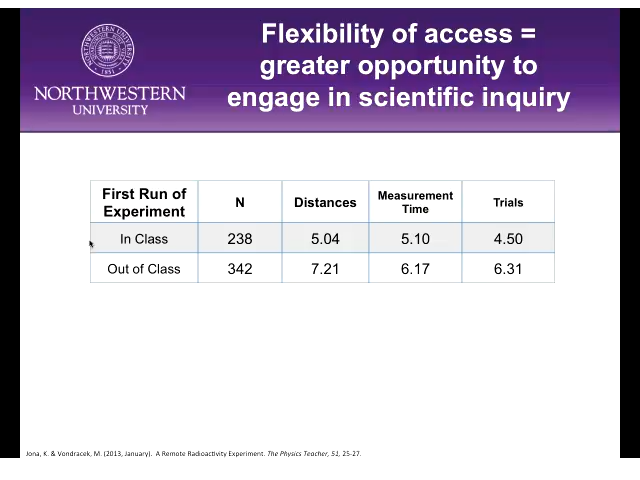 Flexibility of access =
greater opportunity to
engage in scientific inquiry
NORTHWESTERN
UNIVERSITY
First Run of Experiment N Distances Measurement Time Trials
In Class 238 5.04 5.10 4.50
Out of Class 342 7.21 6.17 6.31
Jona, K. & Vondracek, M. (2013, January). A Remote Radioactivity Experiment. The Physics Teacher, 51, 25-27.